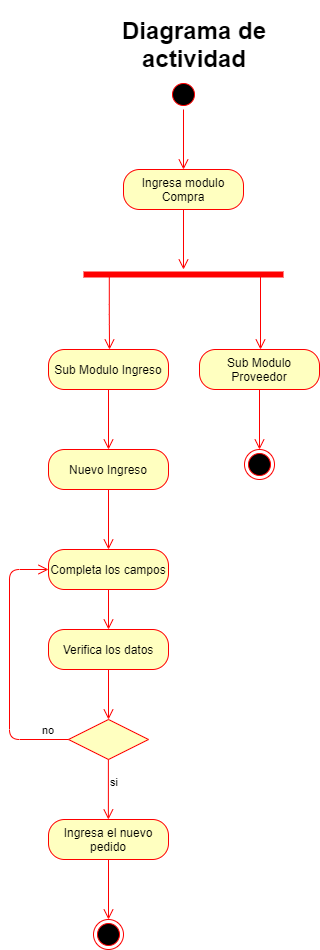 Diagrama de
actividad
Ingresa modulo
Compra
Sub Modulo Ingreso
Sub Modulo
Proveedor
Nuevo Ingreso
Completa los campos
Verifica los datos
no
si
Ingresa el nuevo
pedido